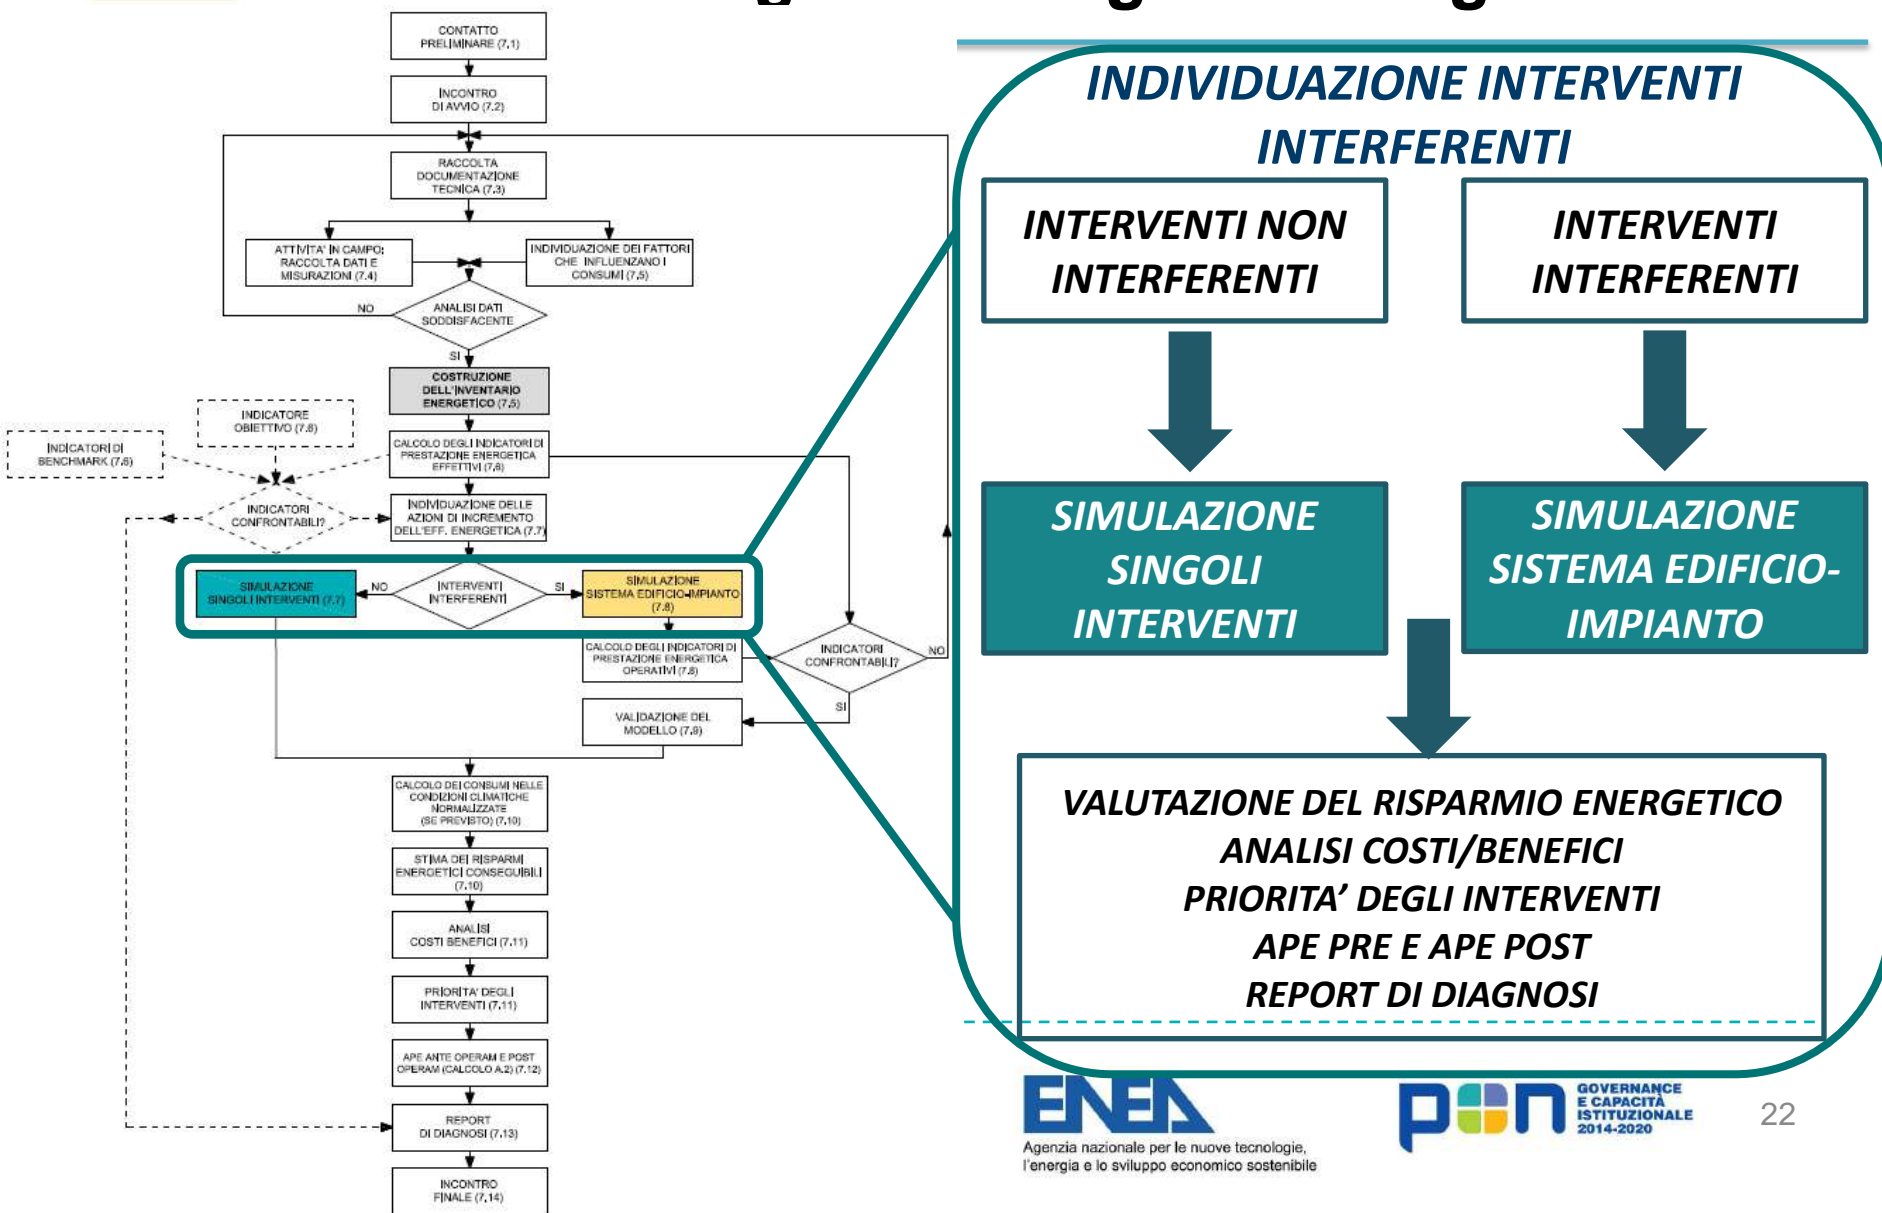 CONTATTO
PRELIMINARE (7.1)
INCONTRO
DI AVVIO (7.2)
RACCOLTA
DOCUMENTAZIONE
TECNICA (7.3)
ATTIVITA' IN CAMPO:
RACCOLTA DATI E
MISURAZIONI (7.4)
INDIVIDUAZIONE DEI FATTORI
CHE INFLUENZANO I
CONSUMI (7.5)
ANALISI DATI
SODDISFACENTE
NO
SI
COSTRUZIONE
DELL'INVENTARIO
ENERGETICO (7.5)
INDICATORE
OBIETTIVO (7.6)
INDICATORI DI
BENCHMARK (7.6)
CALCOLO DEGLI INDICATORI DI
PRESTAZIONE ENERGETICA
EFFETTIVI (7.6)
INDICATORI
CONFRONTABILI?
INDIVIDUAZIONE DELLE
AZIONI DI INCREMENTO
DELL'EFF. ENERGETICA (7.7)
SIMULAZIONE
SINGOLI INTERVENTI (7.7)
NO
INTERVENTI
INTERFERENTI
SI
SIMULAZIONE
SISTEMA EDIFICIO-IMPIANTO
(7.8)
CALCOLO DEGLI INDICATORI DI
PRESTAZIONE ENERGETICA
OPERATIVI (7.8)
INDICATORI
CONFRONTABILI?
NO
SI
VALIDAZIONE DEL
MODELLO (7.9)
CALCOLO DEI CONSUMI NELLE
CONDIZIONI CLIMATICHE
NORMALIZZATE
(SE PREVISTO) (7.10)
STIMA DEI RISPARMI
ENERGETICI CONSEGUIBILI
(7.10)
ANALISI
COSTI BENEFICI (7.11)
PRIORITA' DEGLI
INTERVENTI (7.11)
APE ANTE OPERAM E POST
OPERAM (CALCOLO A.2) (7.12)
REPORT
DI DIAGNOSI (7.13)
INCONTRO
FINALE (7.14)
INDIVIDUAZIONE INTERVENTI
INTERFERENTI
INTERVENTI NON
INTERFERENTI
INTERVENTI
INTERFERENTI
SIMULAZIONE
SINGOLI
INTERVENTI
SIMULAZIONE
SISTEMA EDIFICIO-
IMPIANTO
VALUTAZIONE DEL RISPARMIO ENERGETICO
ANALISI COSTI/BENEFICI
PRIORITA’ DEGLI INTERVENTI
APE PRE E APE POST
REPORT DI DIAGNOSI
ENEA
Agenzia nazionale per le nuove tecnologie,
l'energia e lo sviluppo economico sostenibile
pon
GOVERNANCE
E CAPACITÀ
ISTITUZIONALE
2014-2020
22